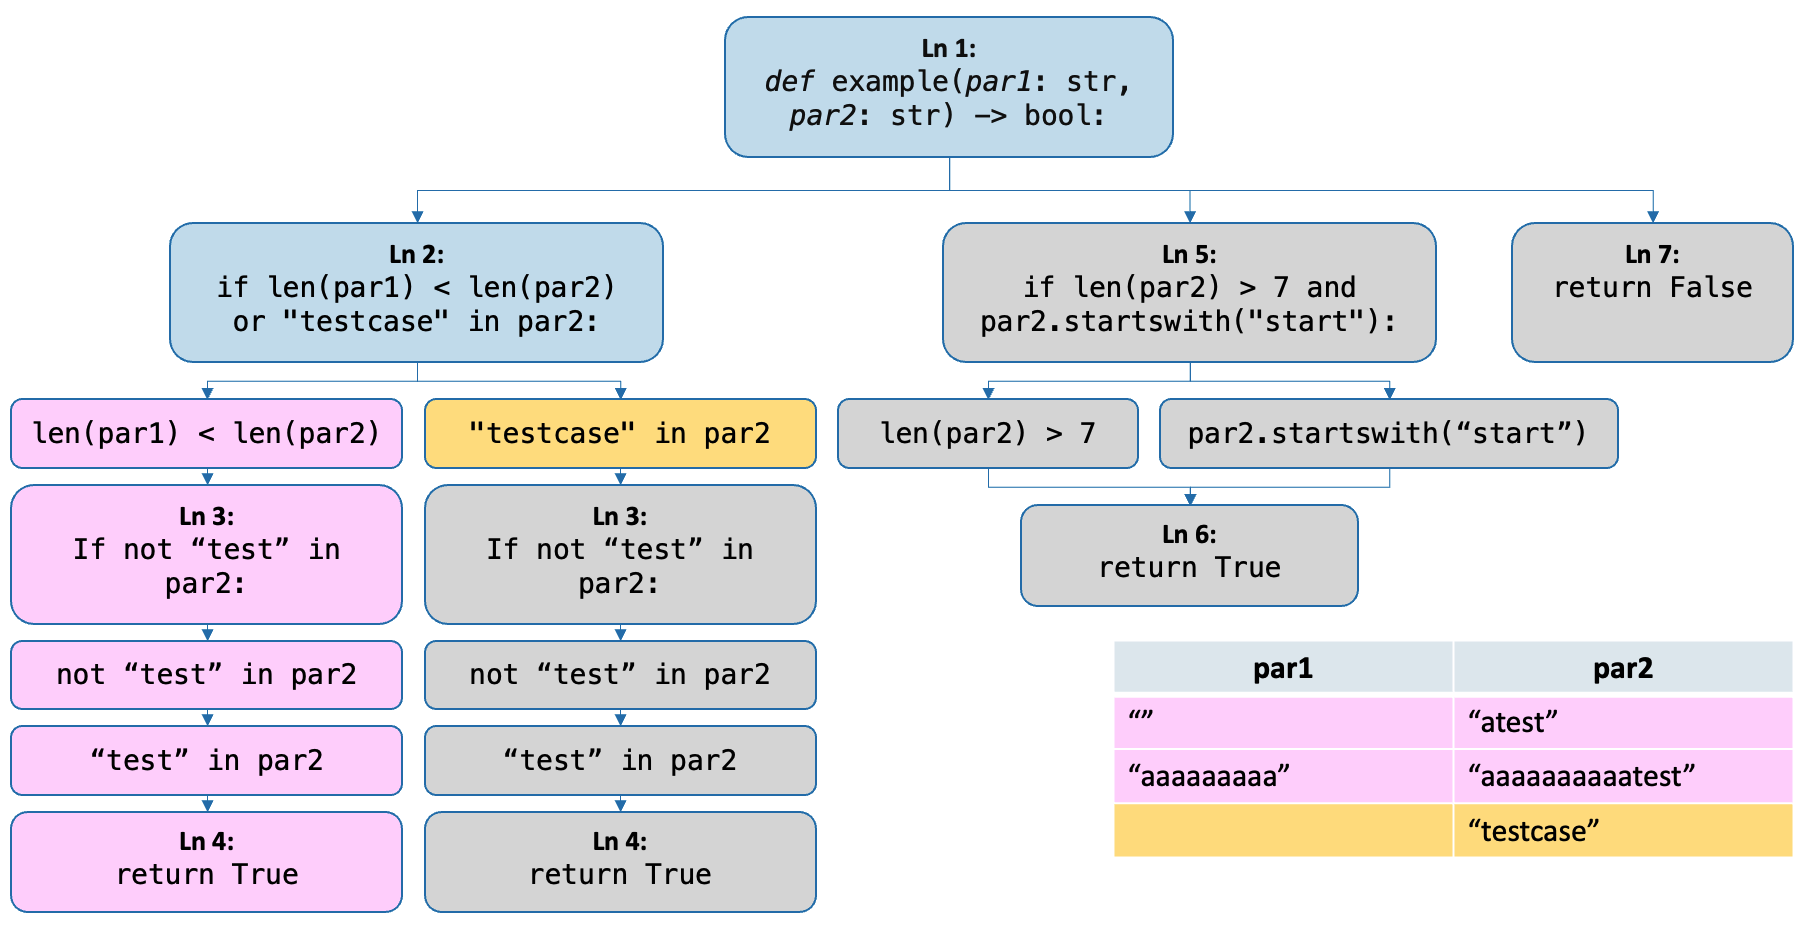 Ln 1:
def example(par1: str,
par2: str) –> bool:
Ln 2:
if len(par1) < len(par2)
or "testcase" in par2:
Ln 5:
if len(par2) > 7 and
par2.startswith("start"):
Ln 7:
return False
len(par1) < len(par2)
"testcase" in par2
len(par2) > 7
par2.startswith(“start”)
Ln 3:
If not “test” in
par2:
Ln 3:
If not “test” in
par2:
Ln 6:
return True
not “test” in par2
not “test” in par2
“test” in par2
“test” in par2
Ln 4:
return True
Ln 4:
return True
par1 par2
“” “atest”
“aaaaaaaaa” “aaaaaaaaaatest”
“testcase”